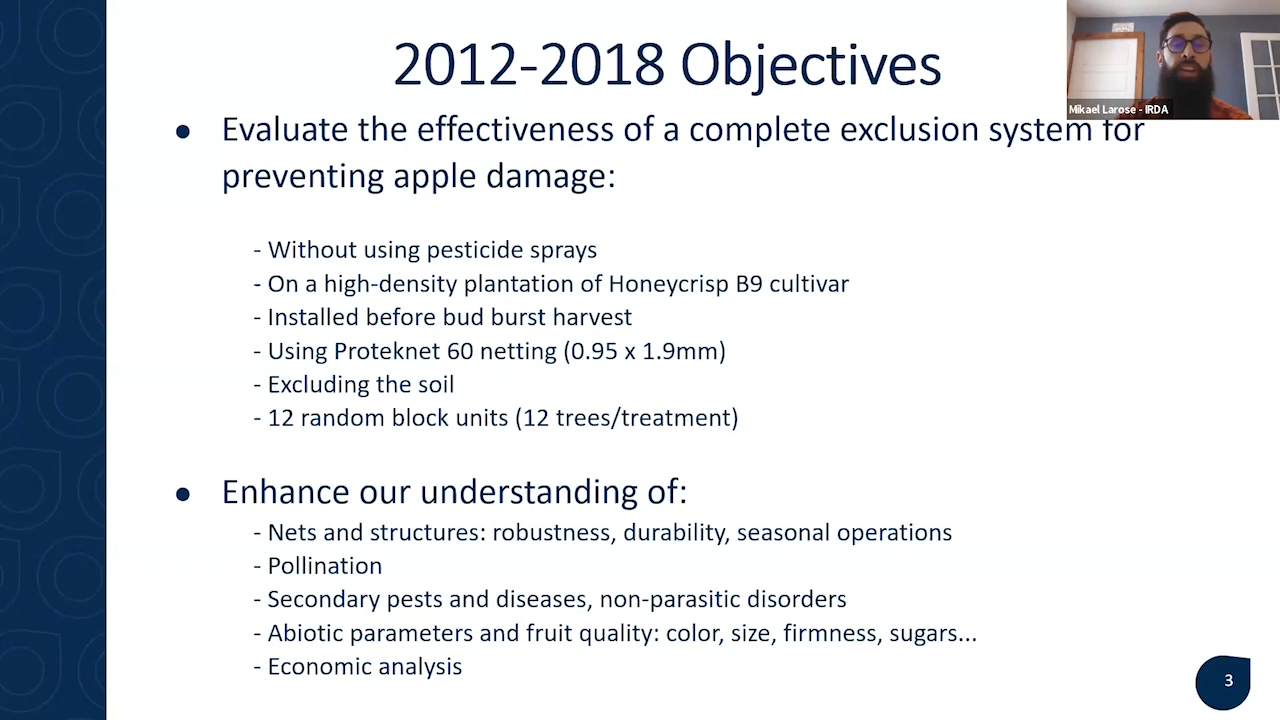 2012-2018 Objectives
Mikael Larose - IRDA
● Evaluate the effectiveness of a complete exclusion system for
preventing apple damage:
- Without using pesticide sprays
- On a high-density plantation of Honeycrisp B9 cultivar
- Installed before bud burst harvest
- Using Proteknet 60 netting (0.95 x 1.9mm)
- Excluding the soil
- 12 random block units (12 trees/treatment)
● Enhance our understanding of:
- Nets and structures: robustness, durability, seasonal operations
- Pollination
- Secondary pests and diseases, non-parasitic disorders
- Abiotic parameters and fruit quality: color, size, firmness, sugars...
- Economic analysis
3